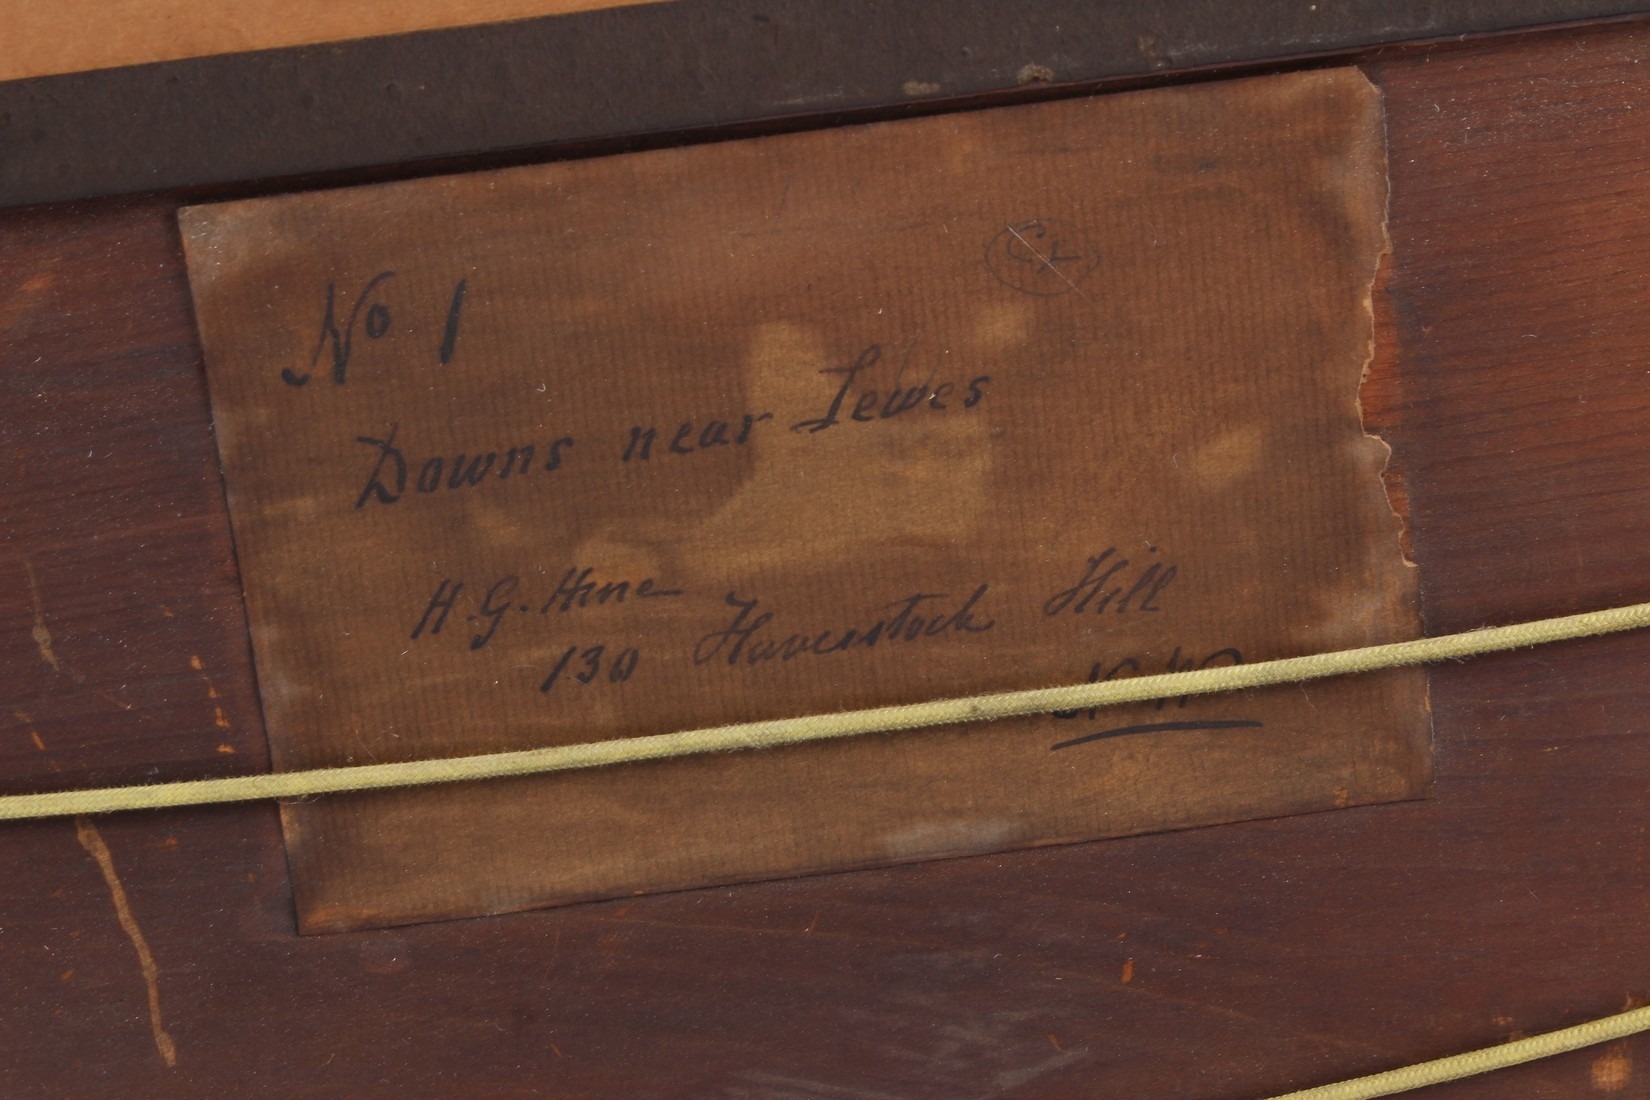 No 1
Downs near Lewes
H. G. Hine
130 Haverstock Hill
N. W.